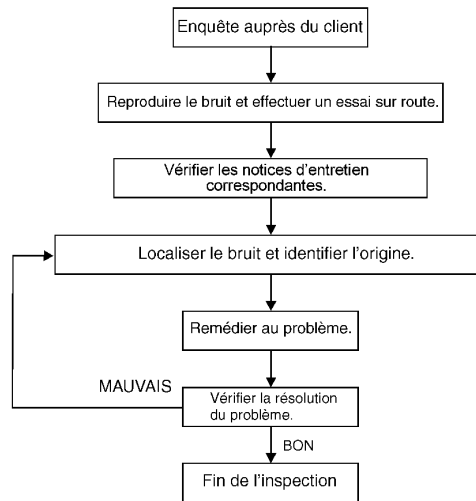 Enquête auprès du client
Reproduire le bruit et effectuer un essai sur route.
Vérifier les notices d'entretien
correspondantes.
Localiser le bruit et identifier l'origine.
Remédier au problème.
MAUVAIS
Vérifier la résolution
du problème.
BON
Fin de l'inspection